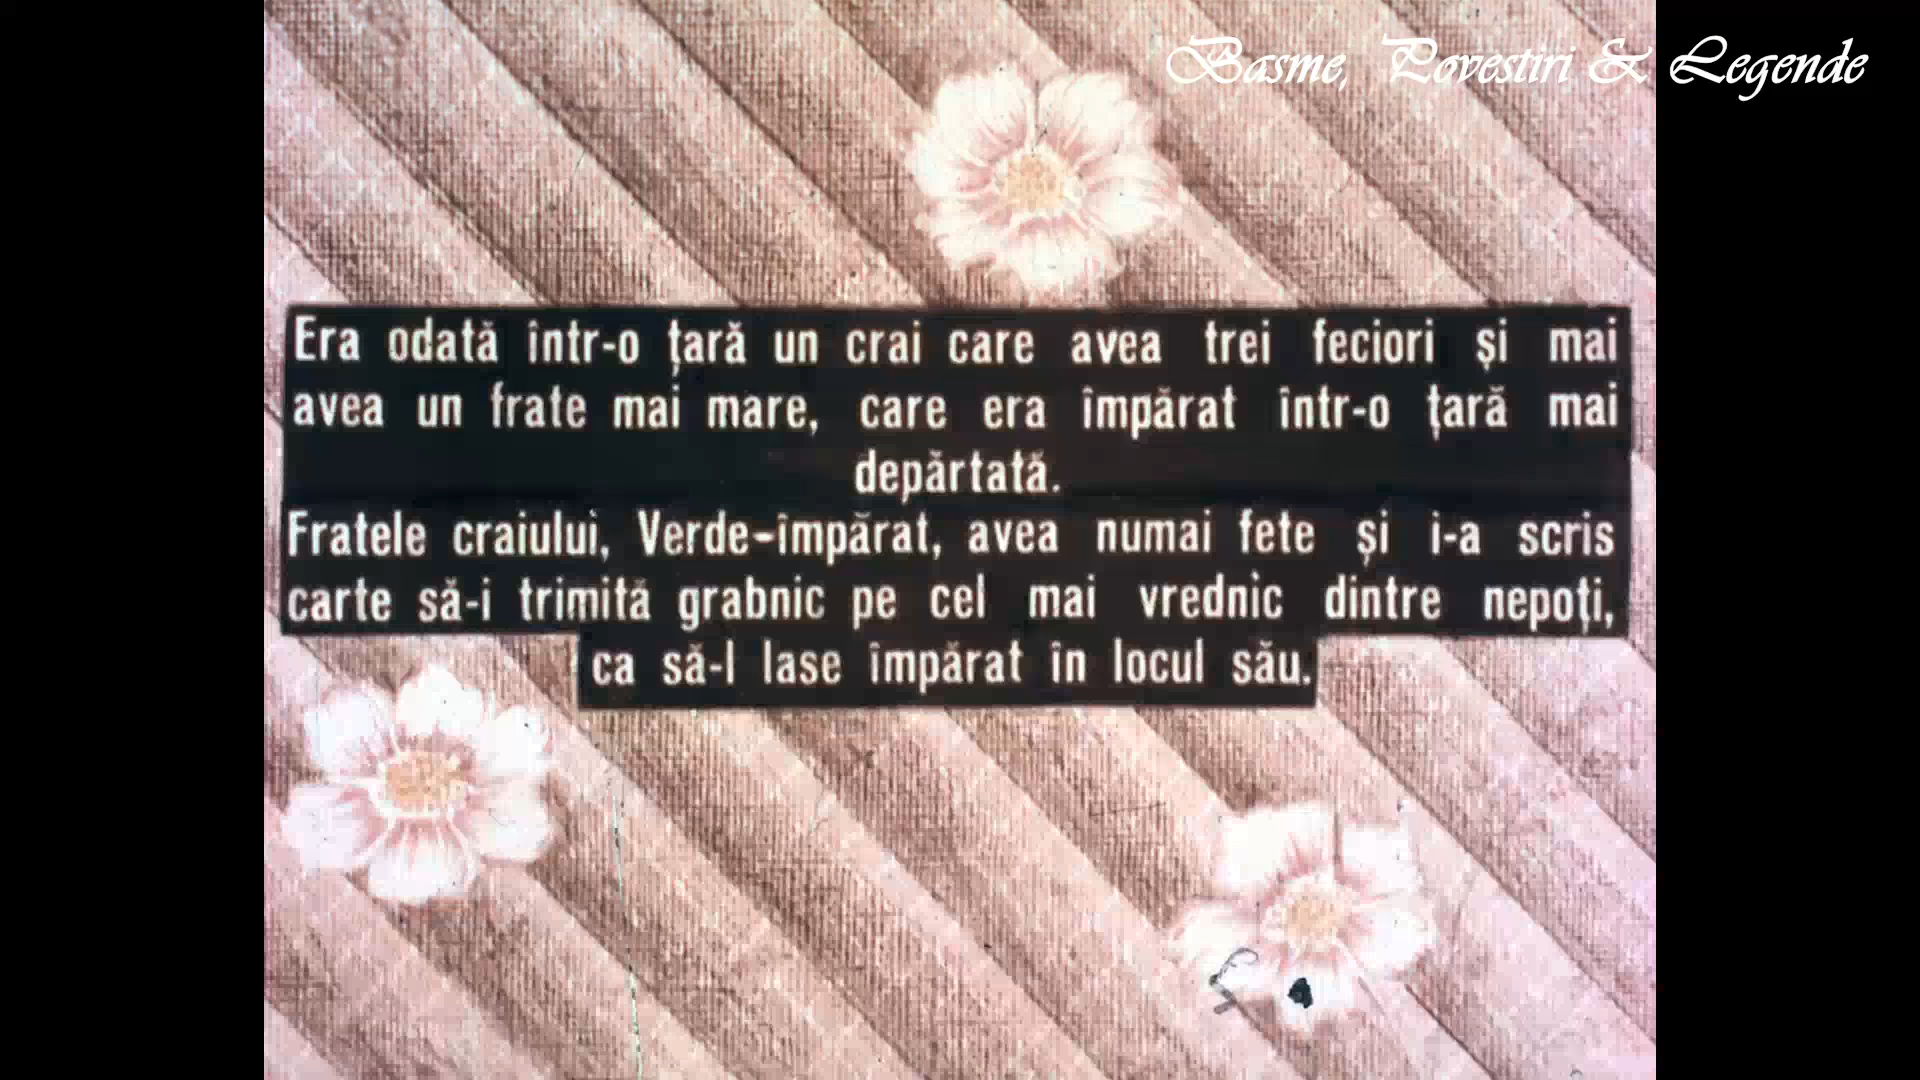 Basme, Povestiri & Legende
Era odată într-o țară un crai care avea trei feciori și mai
avea un frate mai mare, care era împărat într-o țară mai
depărtată.
Fratele craiului, Verde-împărat, avea numai fete și i-a scris
carte să-i trimită grabnic pe cel mai vrednic dintre nepoți,
ca să-l lase împărat în locul său.